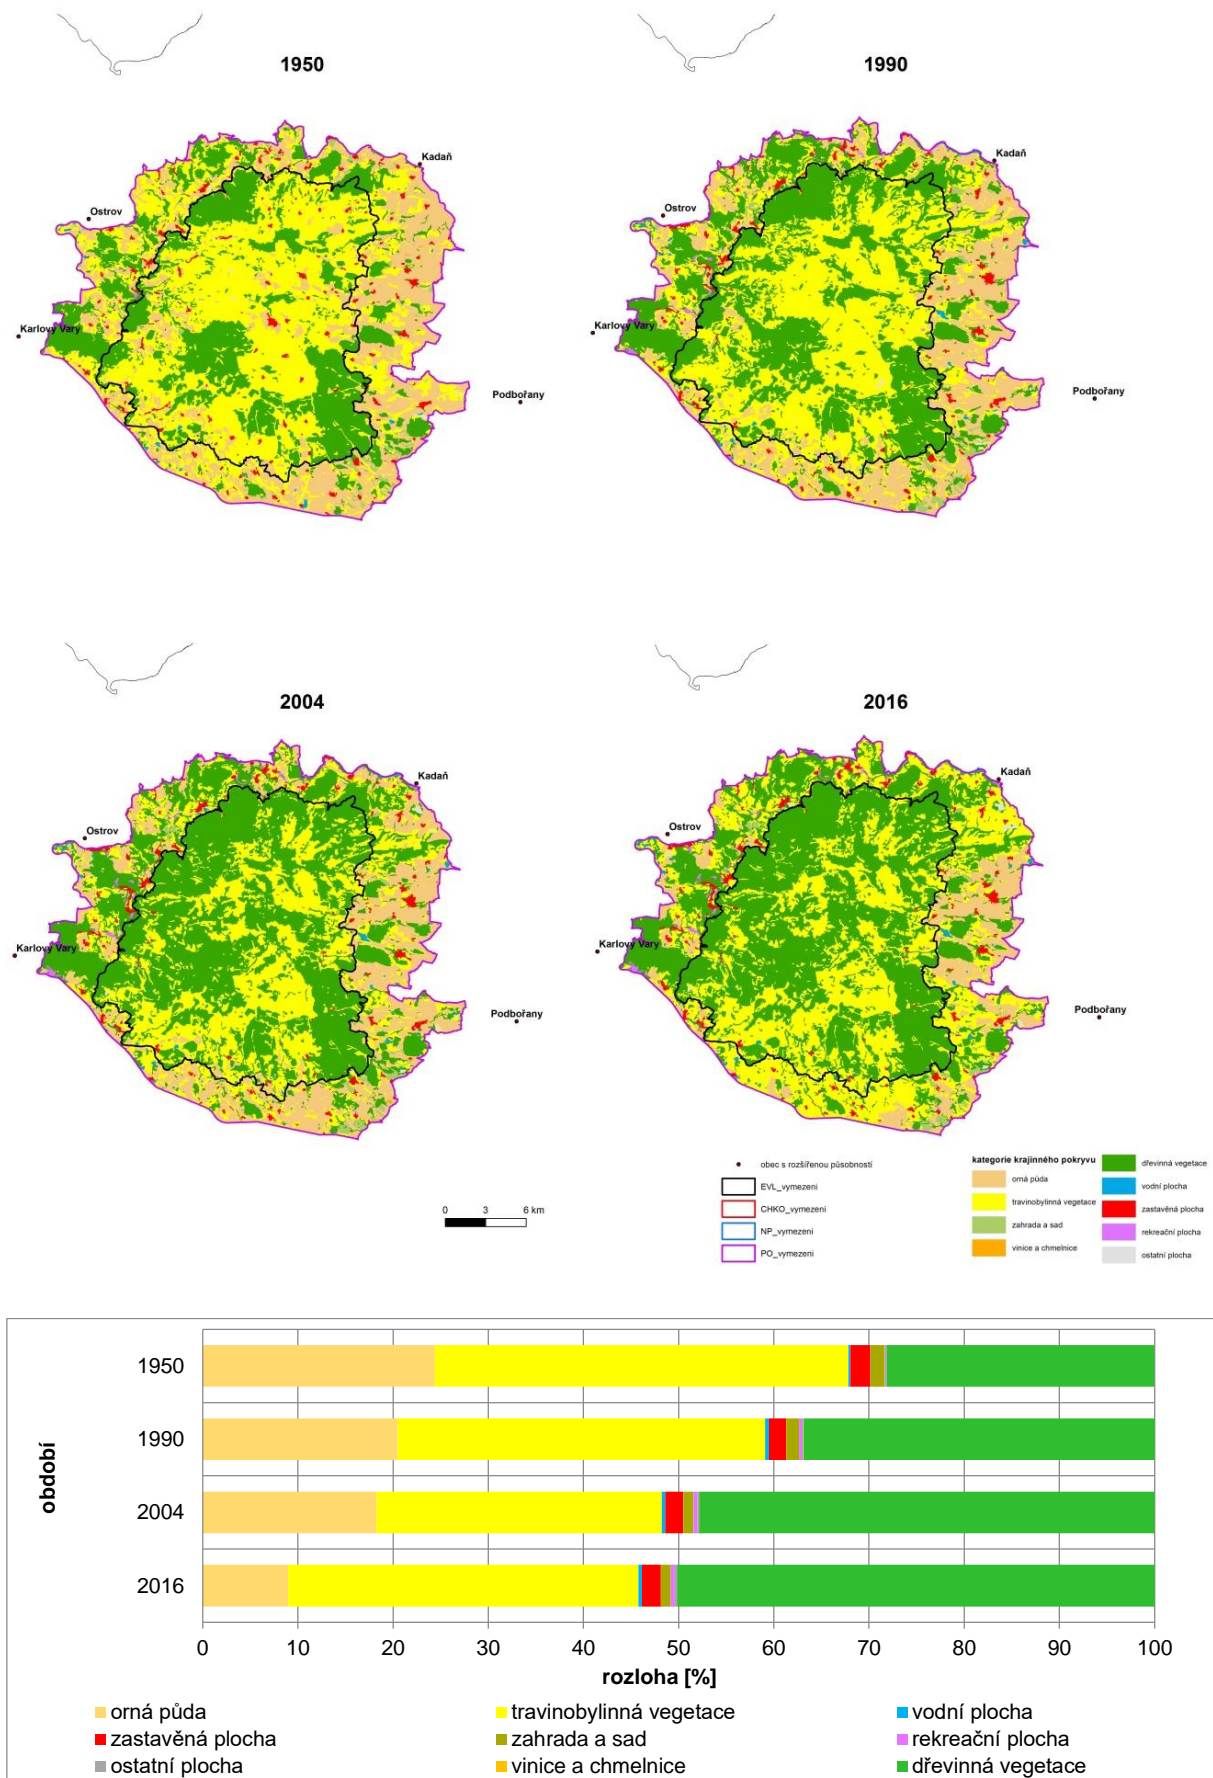 1950
1990
Kadaň
Kadaň
Ostrov
Ostrov
Karlovy Vary
Karlovy Vary
Podbořany
Podbořany
2004
2016
Kadaň
Kadaň
Ostrov
Ostrov
Karlovy Vary
Karlovy Vary
Podbořany
Podbořany
obec s rozšířenou působností
EVL_vymezeni
CHKO_vymezeni
NP_vymezeni
PO_vymezeni
kategorie krajinného pokryvu
orná půda
travinobylinná vegetace
zahrada a sad
vinice a chmelnice
dřevinná vegetace
vodní plocha
zastavěná plocha
rekreační plocha
ostatní plocha
0 3 6 km
období
1950
1990
2004
2016
0 10 20 30 40 50 60 70 80 90 100
rozloha [%]
orná půda travinobylinná vegetace vodní plocha
zastavěná plocha zahrada a sad rekreační plocha
ostatní plocha vinice a chmelnice dřevinná vegetace